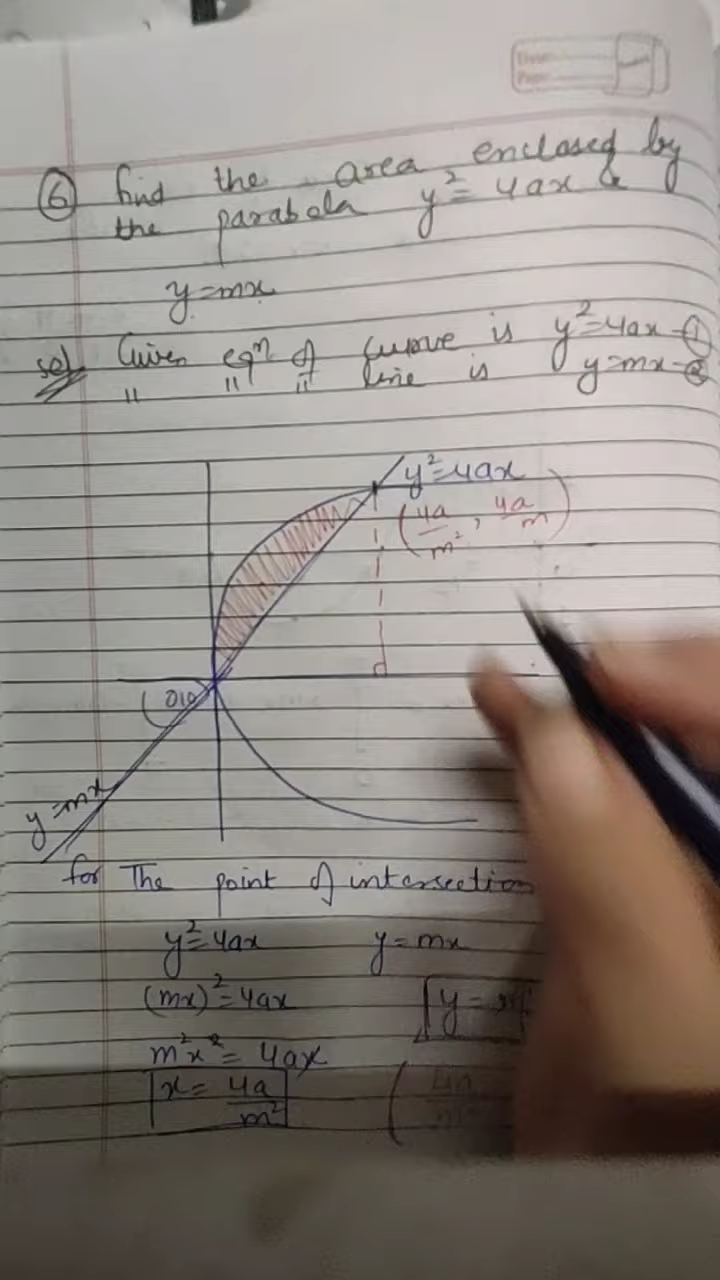 ⑥ find the area enclosed by
the parabola y² = 4ax &
y = mx
Sol Given eqⁿ of curve is y² = 4ax – ①
" " " line is y = mx – ②
y² = 4ax
(4a/m², 4a/m)
y = mx
for The point of intersection
y² = 4ax y = mx
(mx)² = 4ax y =
m²x² = 4ax
x = 4a/m²